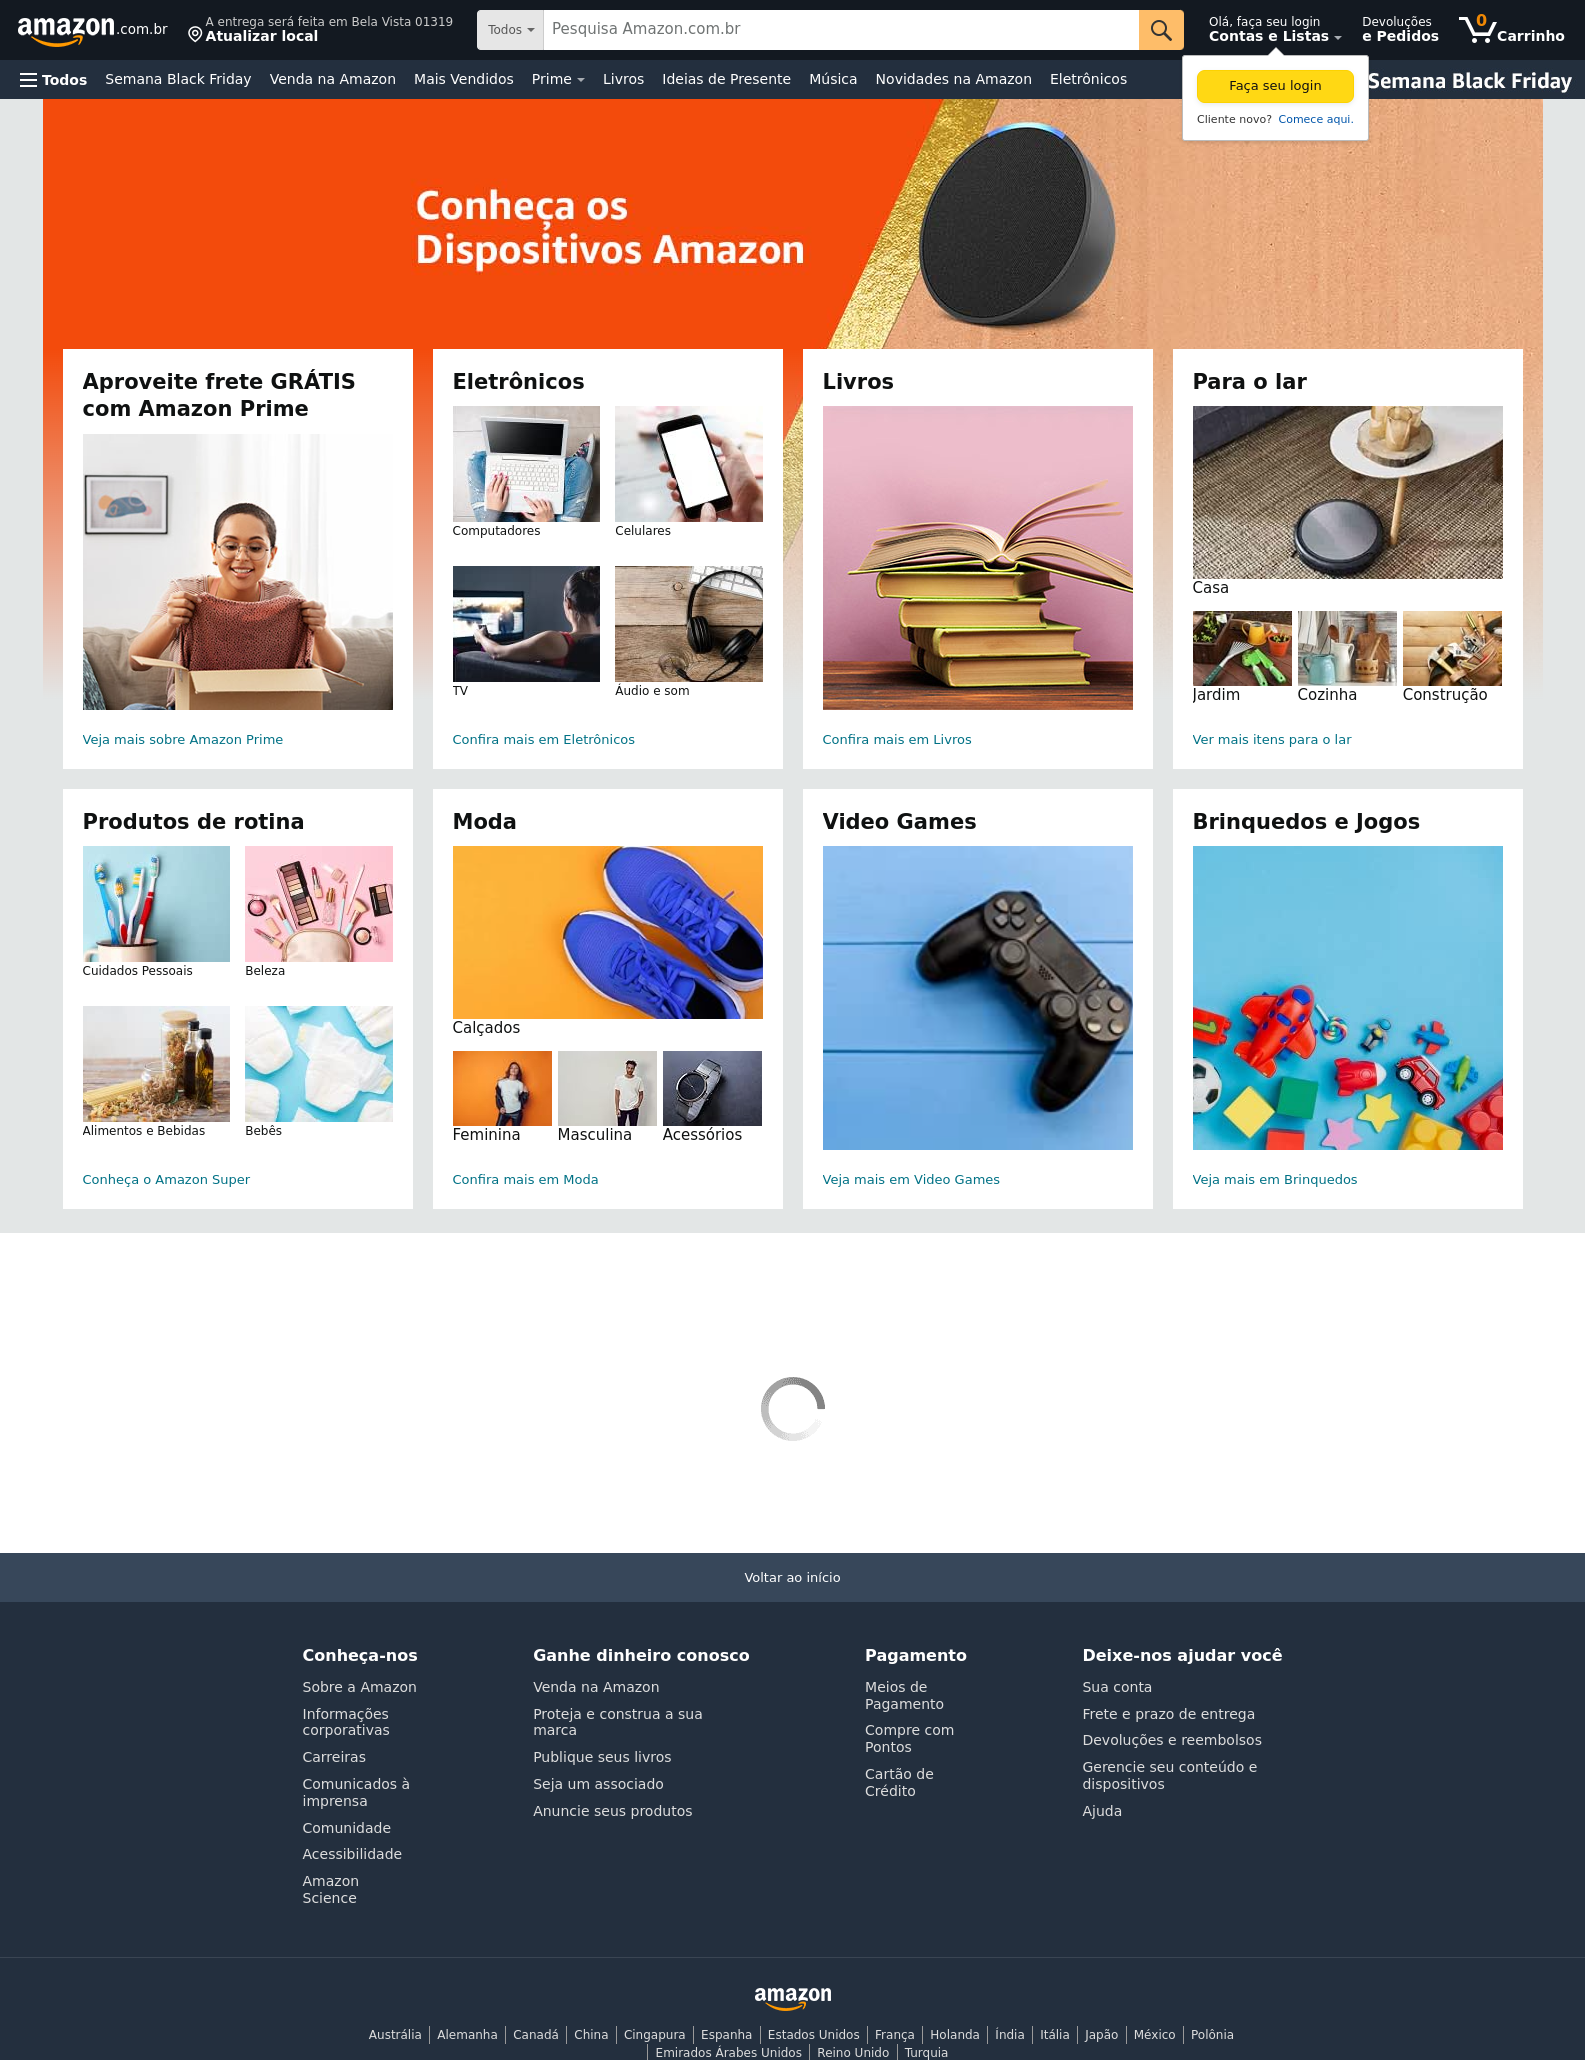 amazon.com.br
A entrega será feita em Bela Vista 01319
Atualizar local
Todos
Pesquisa Amazon.com.br
Olá, faça seu login
Contas e Listas
Devoluções
e Pedidos
0
Carrinho
Todos
Semana Black Friday
Venda na Amazon
Mais Vendidos
Prime
Livros
Ideias de Presente
Música
Novidades na Amazon
Eletrônicos
Semana Black Friday
Faça seu login
Cliente novo? Comece aqui.
Conheça os
Dispositivos Amazon
Aproveite frete GRÁTIS
com Amazon Prime
Veja mais sobre Amazon Prime
Eletrônicos
Computadores
Celulares
TV
Áudio e som
Confira mais em Eletrônicos
Livros
Confira mais em Livros
Para o lar
Casa
Jardim
Cozinha
Construção
Ver mais itens para o lar
Produtos de rotina
Cuidados Pessoais
Beleza
Alimentos e Bebidas
Bebês
Conheça o Amazon Super
Moda
Calçados
Feminina
Masculina
Acessórios
Confira mais em Moda
Video Games
Veja mais em Video Games
Brinquedos e Jogos
1
Veja mais em Brinquedos
Voltar ao início
Conheça-nos
Sobre a Amazon
Informações
corporativas
Carreiras
Comunicados à
imprensa
Comunidade
Acessibilidade
Amazon
Science
Ganhe dinheiro conosco
Venda na Amazon
Proteja e construa a sua
marca
Publique seus livros
Seja um associado
Anuncie seus produtos
Pagamento
Meios de
Pagamento
Compre com
Pontos
Cartão de
Crédito
Deixe-nos ajudar você
Sua conta
Frete e prazo de entrega
Devoluções e reembolsos
Gerencie seu conteúdo e
dispositivos
Ajuda
amazon
Austrália
Alemanha
Canadá
China
Cingapura
Espanha
Estados Unidos
França
Holanda
Índia
Itália
Japão
México
Polônia
Emirados Árabes Unidos
Reino Unido
Turquia